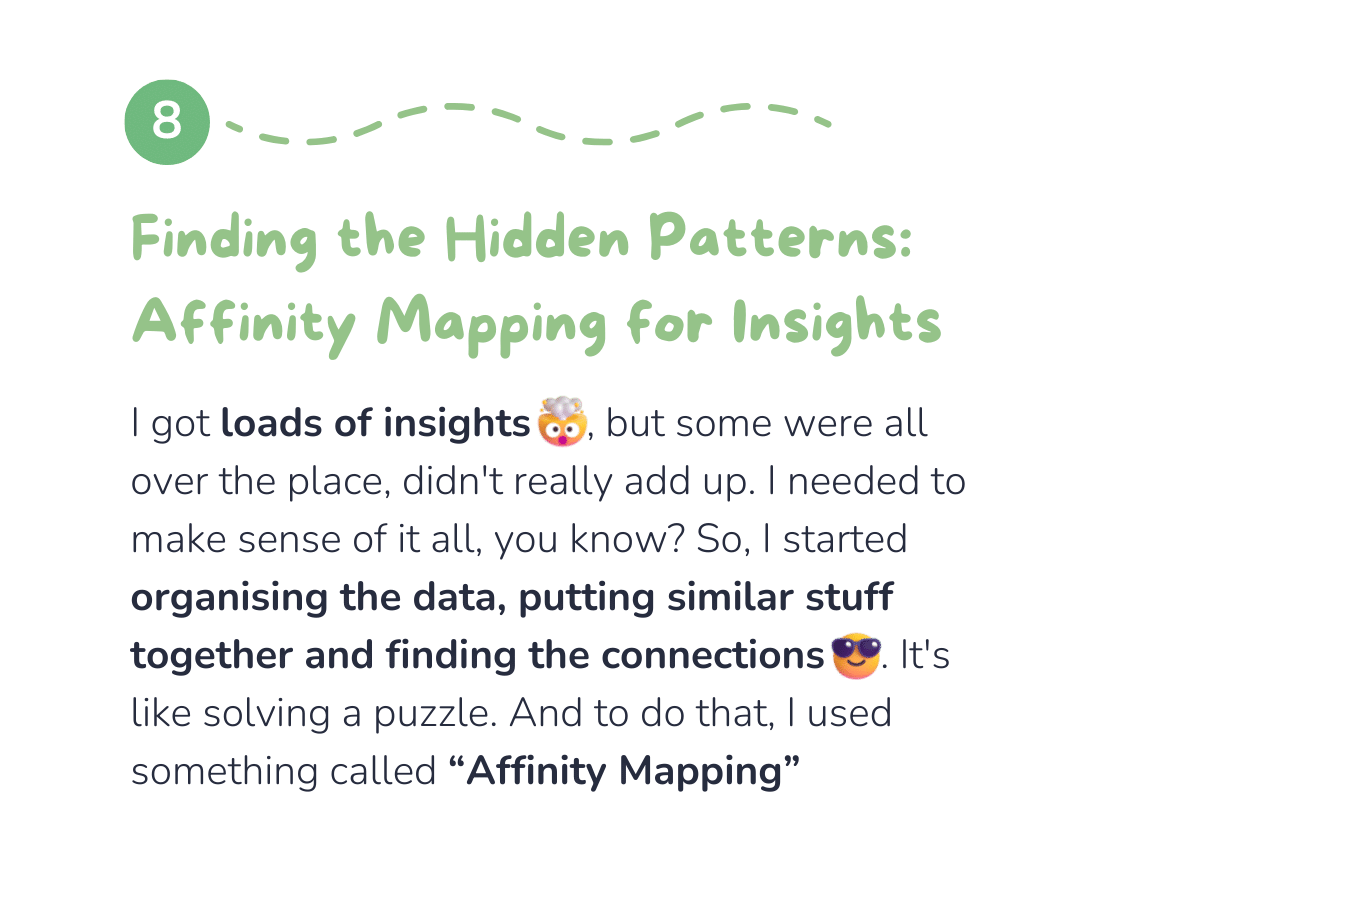 8
Finding the Hidden Patterns:
Affinity Mapping for Insights
I got loads of insights🤯, but some were all
over the place, didn't really add up. I needed to
make sense of it all, you know? So, I started
organising the data, putting similar stuff
together and finding the connections😎. It's
like solving a puzzle. And to do that, I used
something called “Affinity Mapping”